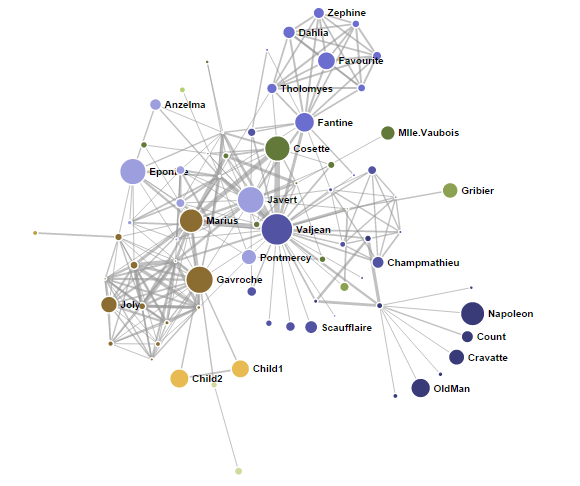 Zephine
Dahlia
Favourite
Tholomyes
Anzelma
Fantine
Mlle.Vaubois
Cosette
Eponine
Gribier
Javert
Marius
Valjean
Pontmercy
Champmathieu
Gavroche
Joly
Napoleon
Scaufflaire
Count
Cravatte
Child1
Child2
OldMan